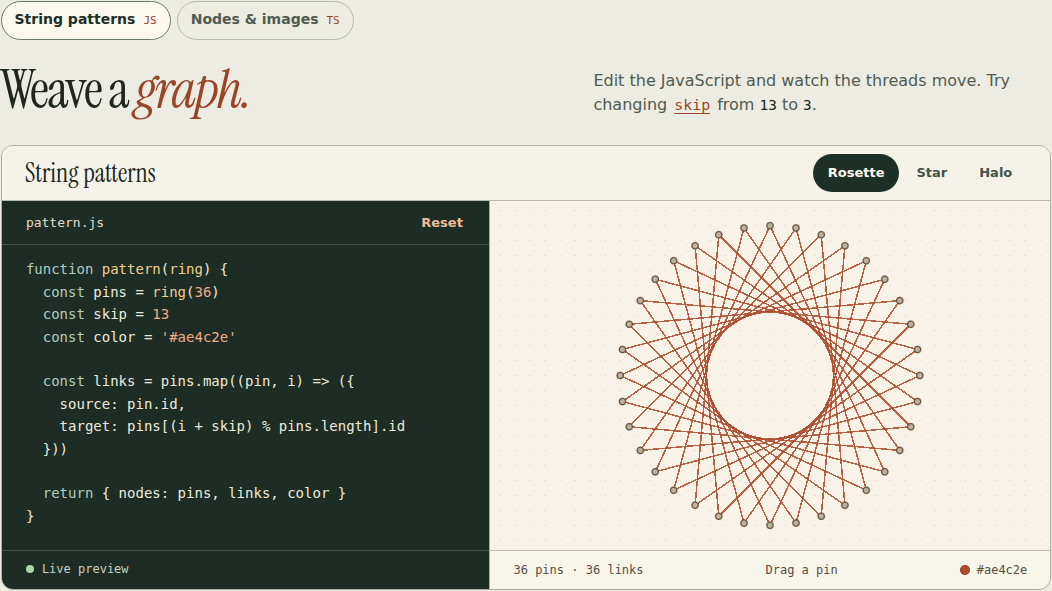 String patterns JS
Nodes & images TS
Weave a graph.
Edit the JavaScript and watch the threads move. Try
changing skip from 13 to 3.
String patterns
Rosette Star Halo
pattern.js Reset
function pattern(ring) {
  const pins = ring(36)
  const skip = 13
  const color = '#ae4c2e'
  const links = pins.map((pin, i) => ({
    source: pin.id,
    target: pins[(i + skip) % pins.length].id
  }))
  return { nodes: pins, links, color }
}
Live preview
36 pins · 36 links
Drag a pin
#ae4c2e